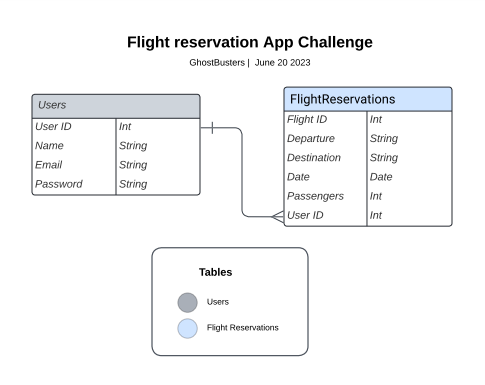 Flight reservation App Challenge
GhostBusters | June 20 2023
Users
User ID Int
Name String
Email String
Password String
FlightReservations
Flight ID Int
Departure String
Destination String
Date Date
Passengers Int
User ID Int
Tables
Users
Flight Reservations